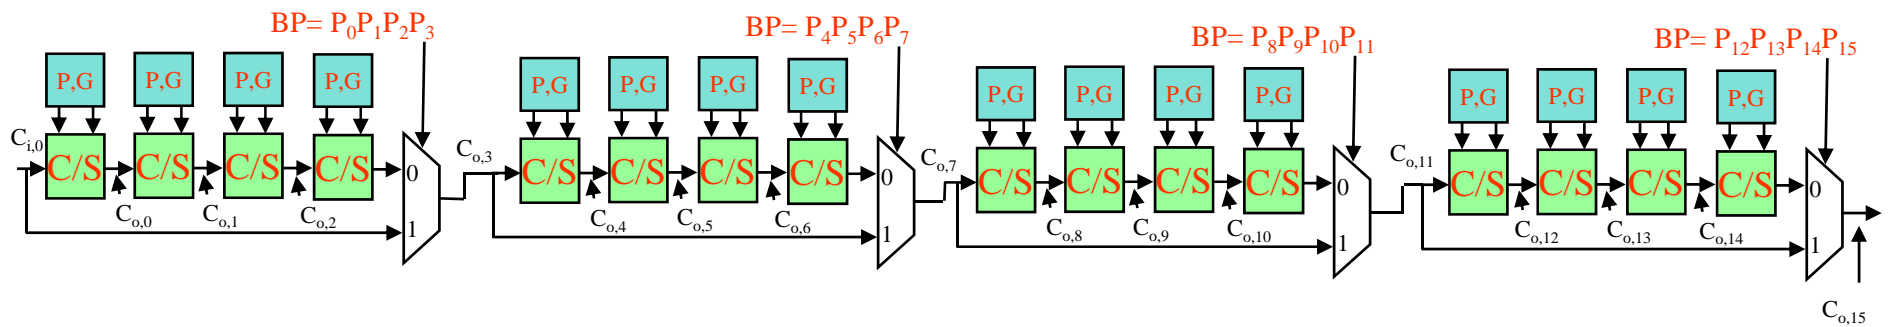 BP= P₀P₁P₂P₃ BP= P₄P₅P₆P₇ BP= P₈P₉P₁₀P₁₁ BP= P₁₂P₁₃P₁₄P₁₅
P,G P,G P,G P,G P,G P,G P,G P,G P,G P,G P,G P,G P,G P,G P,G P,G
Cᵢ,₀ Cₒ,₃ Cₒ,₇ Cₒ,₁₁
C/S C/S C/S C/S 0 C/S C/S C/S C/S 0 C/S C/S C/S C/S 0 C/S C/S C/S C/S 0
Cₒ,₀ Cₒ,₁ Cₒ,₂ 1 Cₒ,₄ Cₒ,₅ Cₒ,₆ 1 Cₒ,₈ Cₒ,₉ Cₒ,₁₀ 1 Cₒ,₁₂ Cₒ,₁₃ Cₒ,₁₄ 1
Cₒ,₁₅